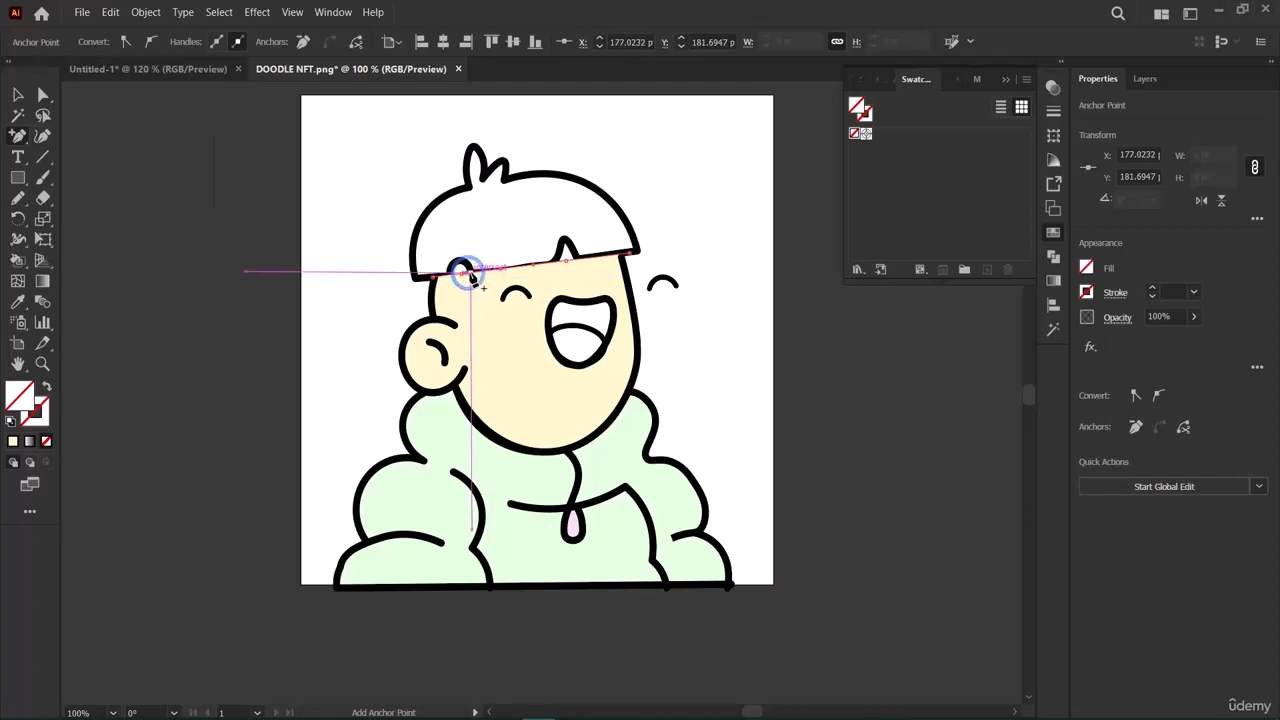 Ai File Edit Object Type Select Effect View Window Help
Anchor Point Convert: Handles: Anchors: X: 177.0232 p Y: 181.6947 p W: H:
Untitled-1* @ 120 % (RGB/Preview) × DOODLE NFT.png* @ 100 % (RGB/Preview) ×
Swatc... M
Properties Layers
Anchor Point
Transform
X: 177.0232 p W:
Y: 181.6947 p H:
Appearance
Fill
Stroke
Opacity 100%
fx.
Convert:
Anchors:
Quick Actions
Start Global Edit
intersect
100% 0° 1 Add Anchor Point
ûdemy